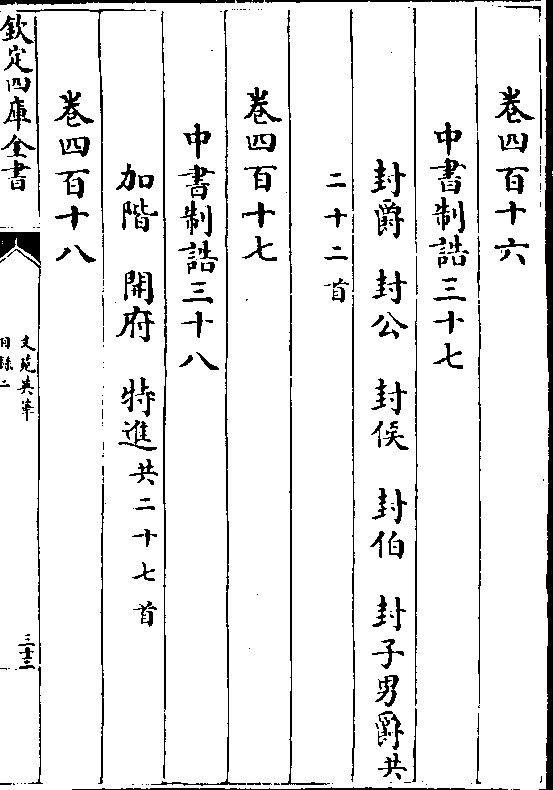 卷四百十六
中書制誥三十七
封爵 封公 封侯 封伯 封子男爵共
二十二首
卷四百十七
中書制誥三十八
加階 開府 特進共二十七首
卷四百十八
欽定四庫全書
文苑英華
目錄二